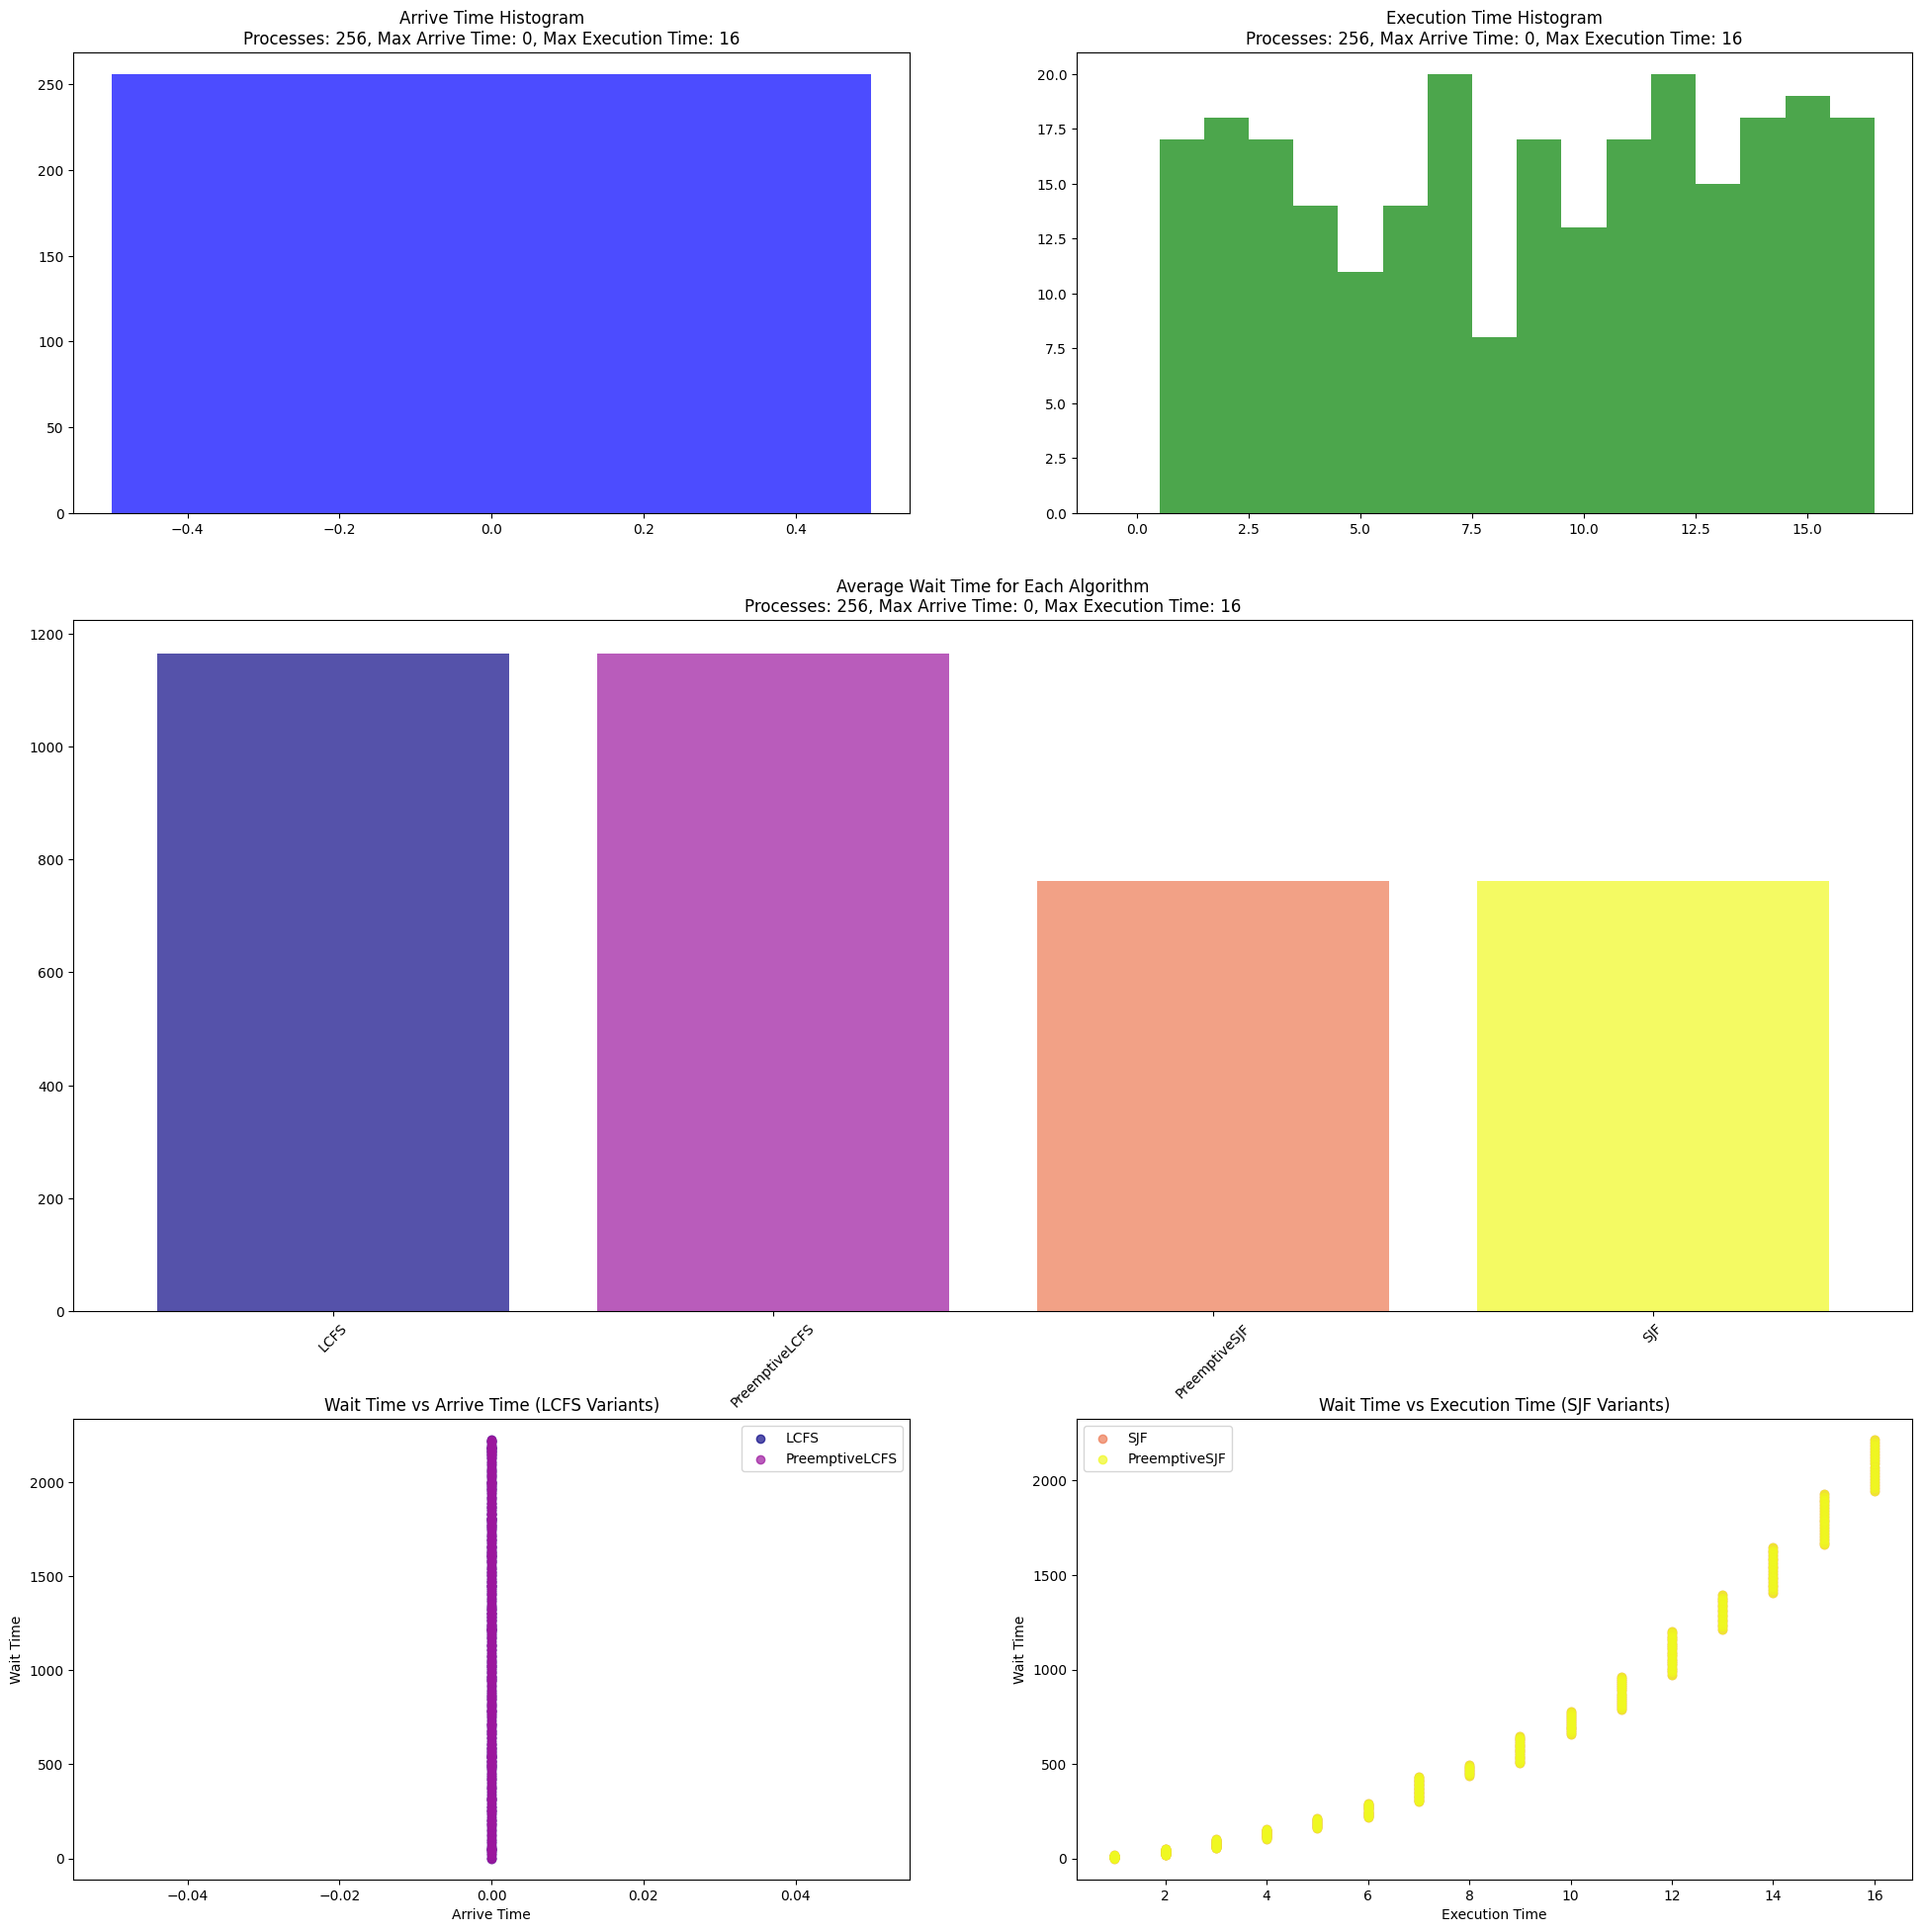 Arrive Time Histogram
Processes: 256, Max Arrive Time: 0, Max Execution Time: 16
250
200
150
100
50
0
−0.4 −0.2 0.0 0.2 0.4
Execution Time Histogram
Processes: 256, Max Arrive Time: 0, Max Execution Time: 16
20.0
17.5
15.0
12.5
10.0
7.5
5.0
2.5
0.0
0.0 2.5 5.0 7.5 10.0 12.5 15.0
Average Wait Time for Each Algorithm
Processes: 256, Max Arrive Time: 0, Max Execution Time: 16
1200
1000
800
600
400
200
0
LCFS
PreemptiveLCFS
PreemptiveSJF
SJF
Wait Time vs Arrive Time (LCFS Variants)
LCFS
PreemptiveLCFS
Wait Time
2000
1500
1000
500
0
−0.04 −0.02 0.00 0.02 0.04
Arrive Time
Wait Time vs Execution Time (SJF Variants)
SJF
PreemptiveSJF
Wait Time
2000
1500
1000
500
0
2 4 6 8 10 12 14 16
Execution Time